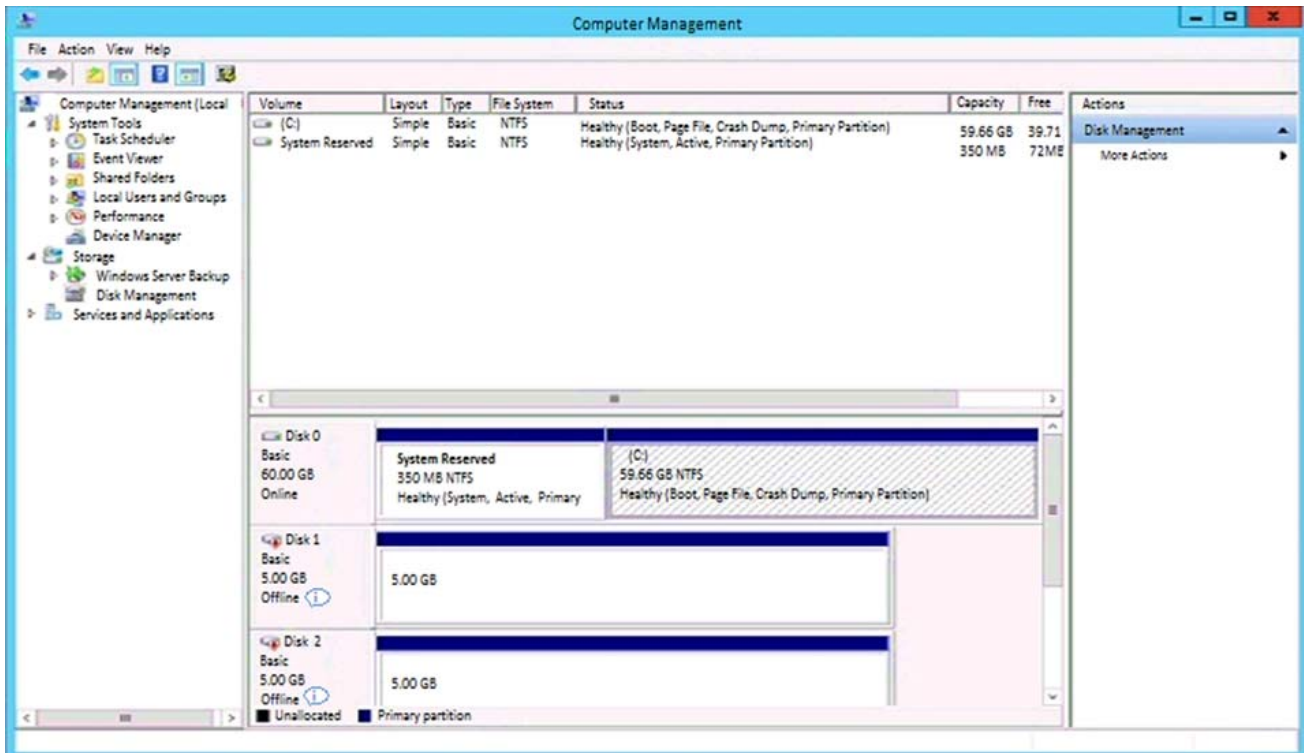 Computer Management
File Action View Help
Computer Management (Local
System Tools
Task Scheduler
Event Viewer
Shared Folders
Local Users and Groups
Performance
Device Manager
Storage
Windows Server Backup
Disk Management
Services and Applications
Volume Layout Type File System Status Capacity Free
(C:) Simple Basic NTFS Healthy (Boot, Page File, Crash Dump, Primary Partition) 59.66 GB 39.71
System Reserved Simple Basic NTFS Healthy (System, Active, Primary Partition) 350 MB 72ME
Disk 0
Basic
60.00 GB
Online
System Reserved
350 MB NTFS
Healthy (System, Active, Primary
(C:)
59.66 GB NTFS
Healthy (Boot, Page File, Crash Dump, Primary Partition)
Disk 1
Basic
5.00 GB
Offline
5.00 GB
Disk 2
Basic
5.00 GB
Offline
5.00 GB
Unallocated Primary partition
Actions
Disk Management
More Actions